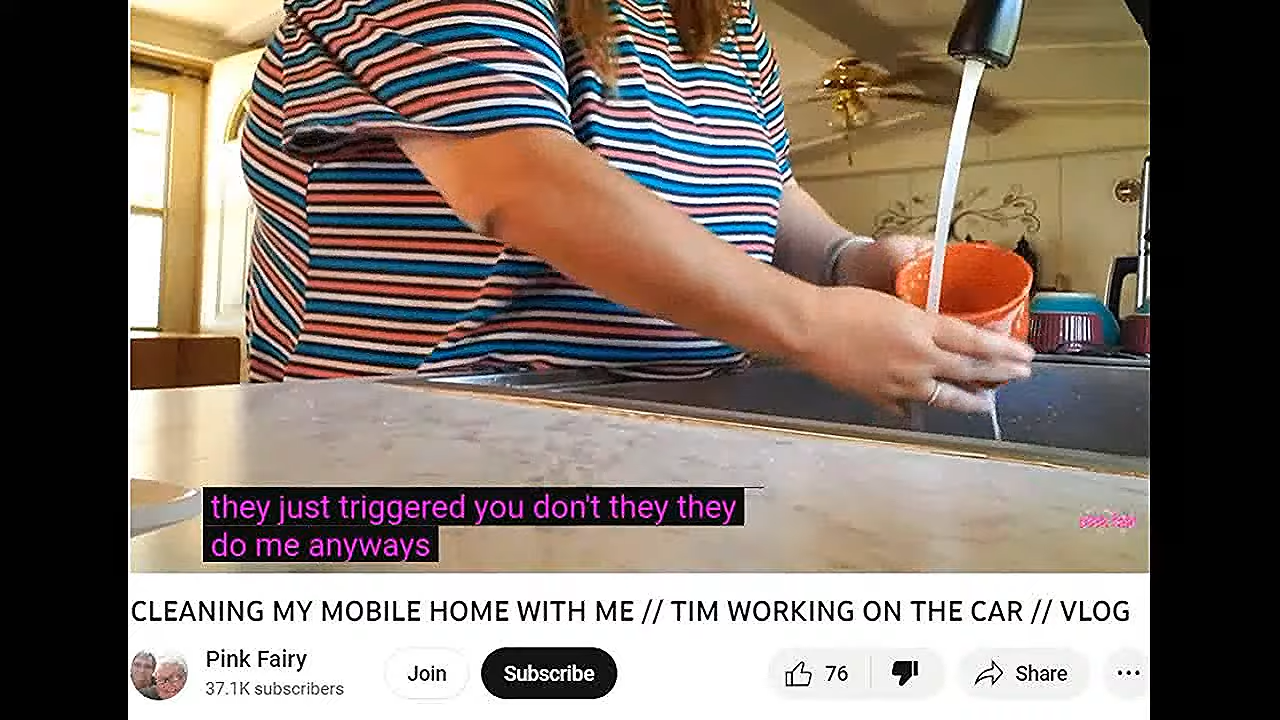 they just triggered you don't they they
do me anyways
CLEANING MY MOBILE HOME WITH ME // TIM WORKING ON THE CAR // VLOG
Pink Fairy
Join
Subscribe
76
Share
37.1K subscribers